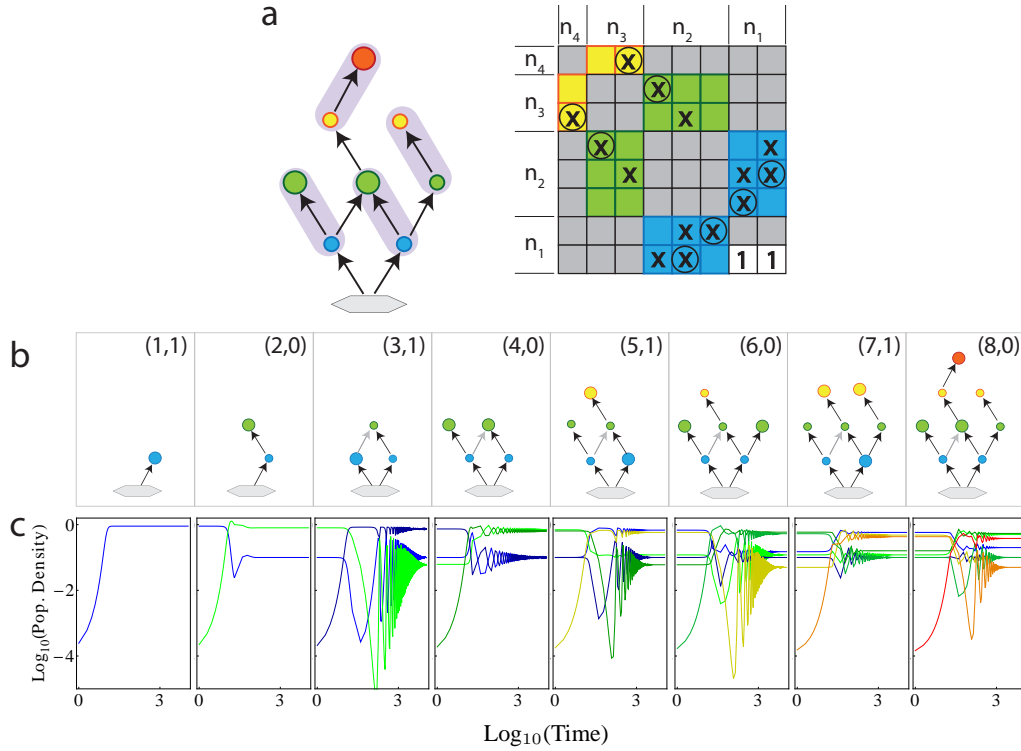 a
n4 n3 n2 n1
n4 x
n3 x
x x
n2 x x
x x x
x
n1 x x
x x 1 1
b
(1,1) (2,0) (3,1) (4,0) (5,1) (6,0) (7,1) (8,0)
c
Log10(Pop. Density)
0
−2
−4
0 3 0 3 0 3 0 3 0 3 0 3 0 3 0 3
Log10(Time)